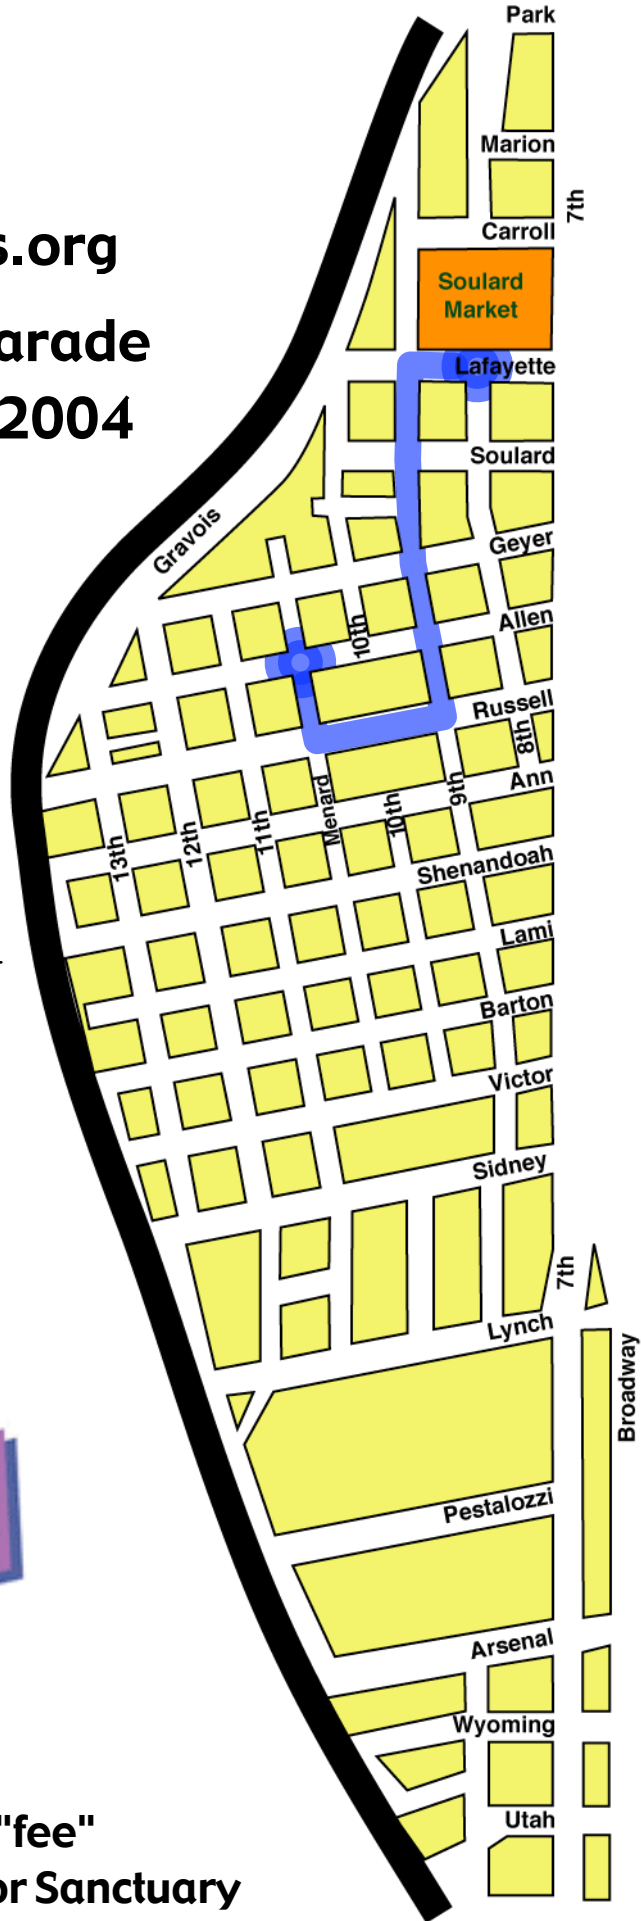 Park
Marion
7th
s.org
Carroll
Soulard
Market
arade
Lafayette
2004
Soulard
Gravois
Geyer
Allen
10th
Russell
8th
Ann
9th
Menard
10th
11th
12th
13th
Shenandoah
Lami
Barton
Victor
Sidney
7th
Lynch
Broadway
Pestalozzi
Arsenal
Wyoming
"fee"
Utah
or Sanctuary